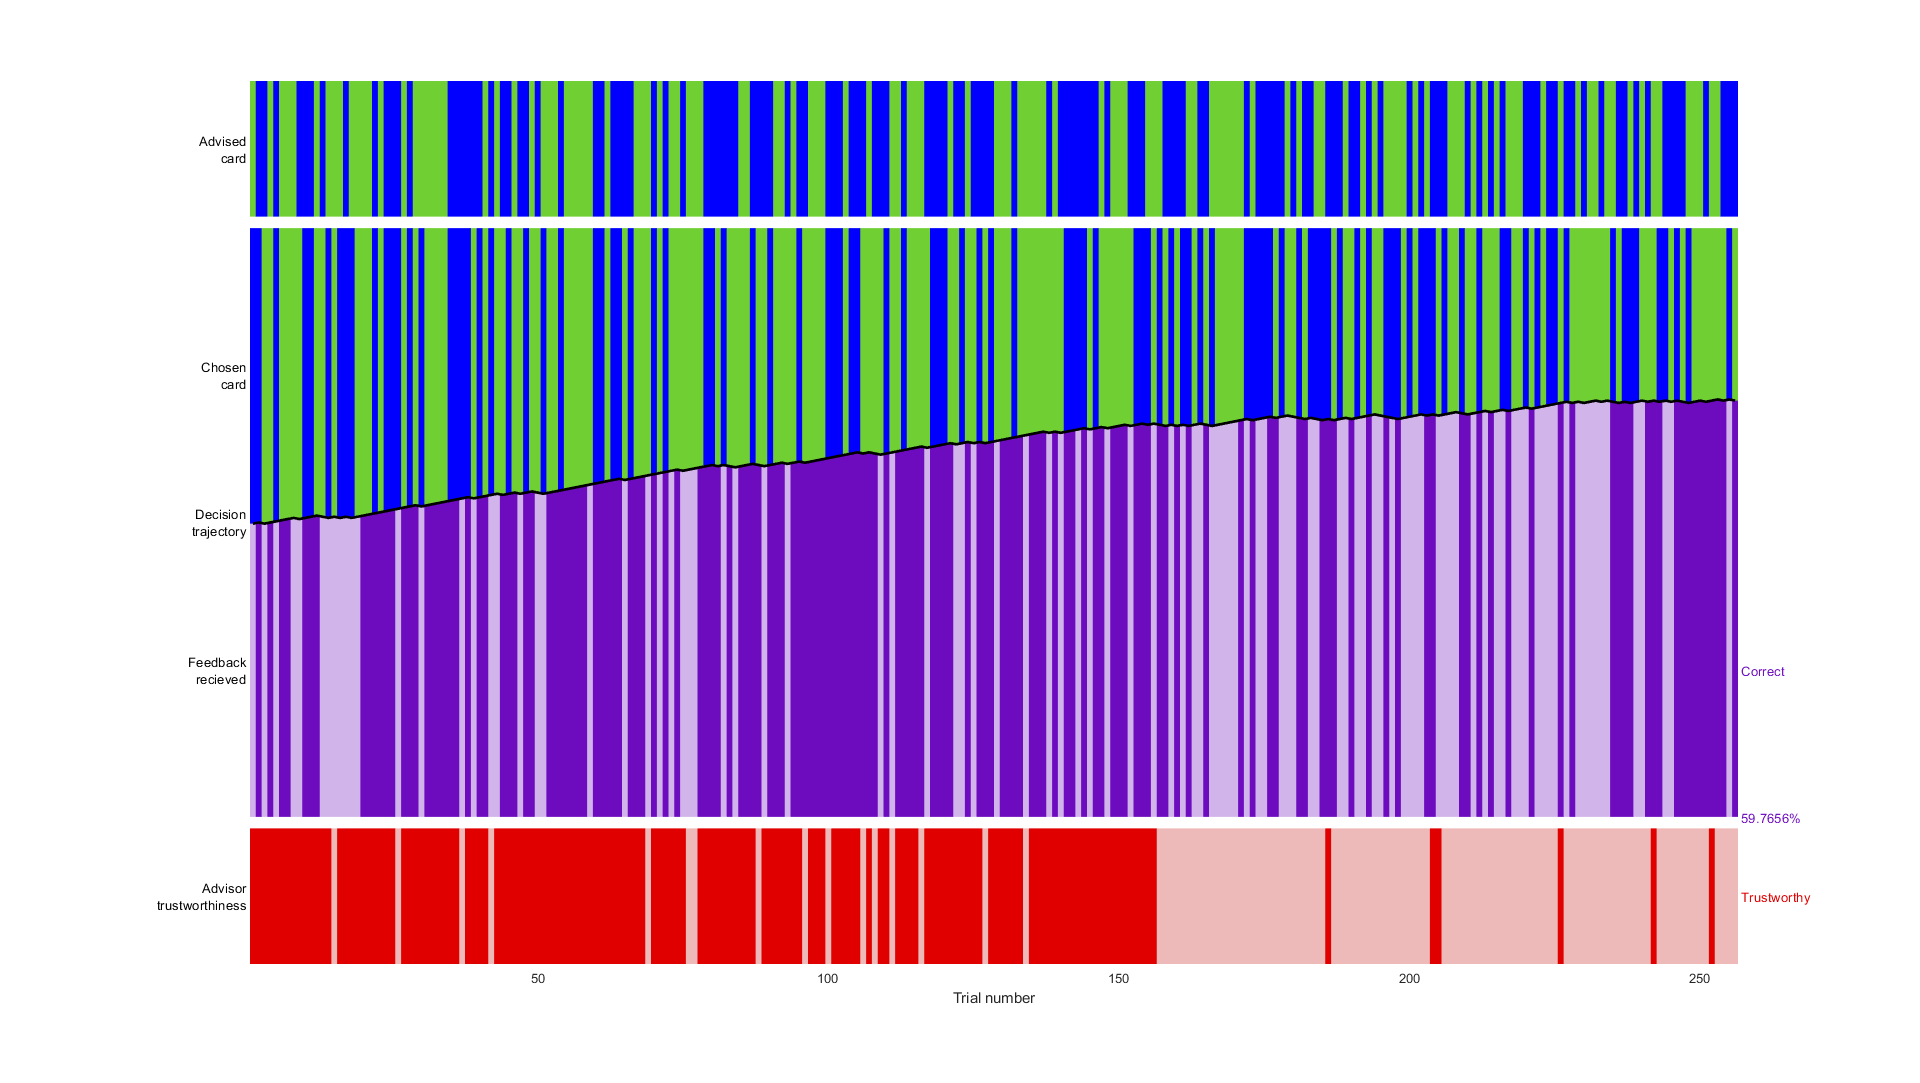 Advised
card
Chosen
card
Decision
trajectory
Feedback
recieved
Correct
59.7656%
Advisor
trustworthiness
Trustworthy
50
100
150
200
250
Trial number